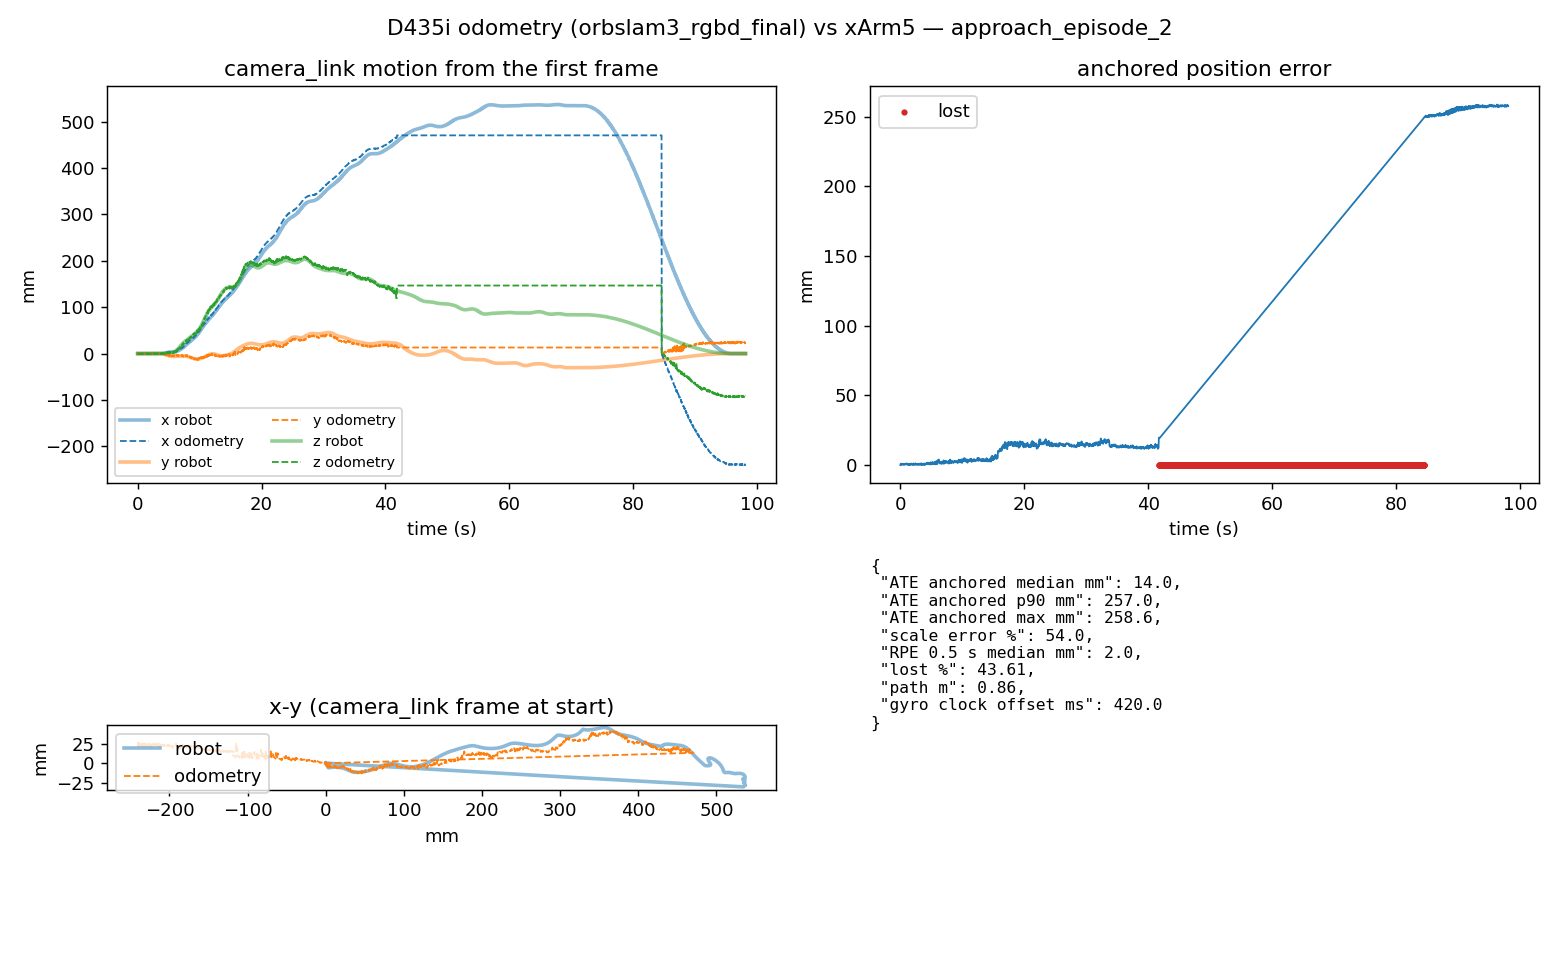 D435i odometry (orbslam3_rgbd_final) vs xArm5 — approach_episode_2
camera_link motion from the first frame
500
400
300
200
100
0
−100
−200
mm
x robot
x odometry
y robot
y odometry
z robot
z odometry
0
20
40
60
80
100
time (s)
anchored position error
lost
250
200
150
100
50
0
mm
0
20
40
60
80
100
time (s)
x-y (camera_link frame at start)
25
0
−25
mm
robot
odometry
−200
−100
0
100
200
300
400
500
mm
{
"ATE anchored median mm": 14.0,
"ATE anchored p90 mm": 257.0,
"ATE anchored max mm": 258.6,
"scale error %": 54.0,
"RPE 0.5 s median mm": 2.0,
"lost %": 43.61,
"path m": 0.86,
"gyro clock offset ms": 420.0
}